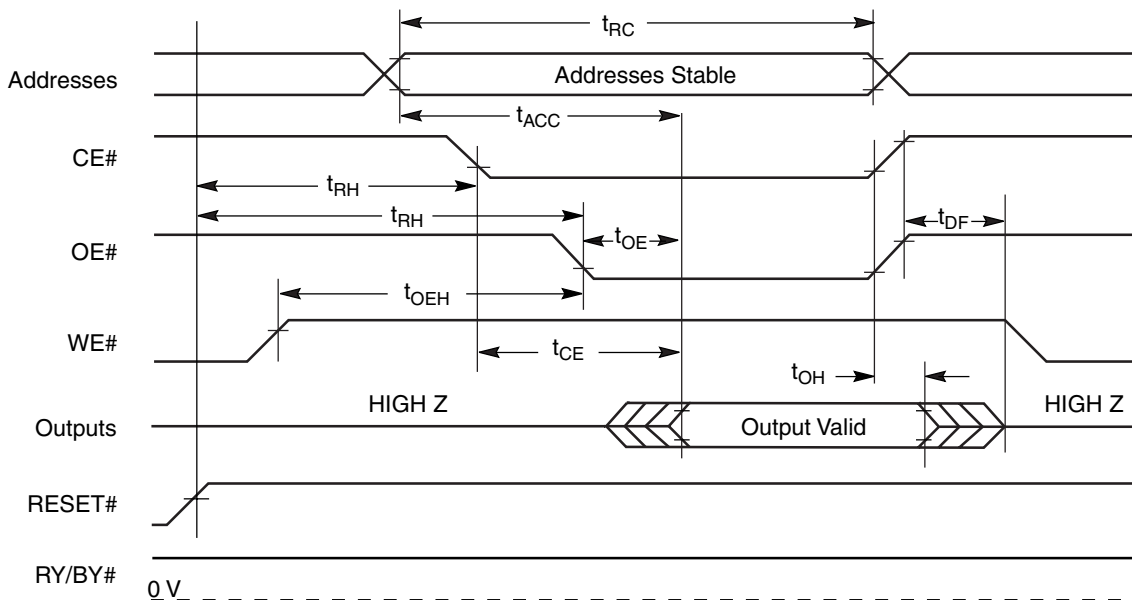 tRC
Addresses
Addresses Stable
tACC
CE#
tRH
tRH
tDF
OE#
tOE
tOEH
WE#
tCE
tOH
HIGH Z
HIGH Z
Outputs
Output Valid
RESET#
RY/BY#
0 V